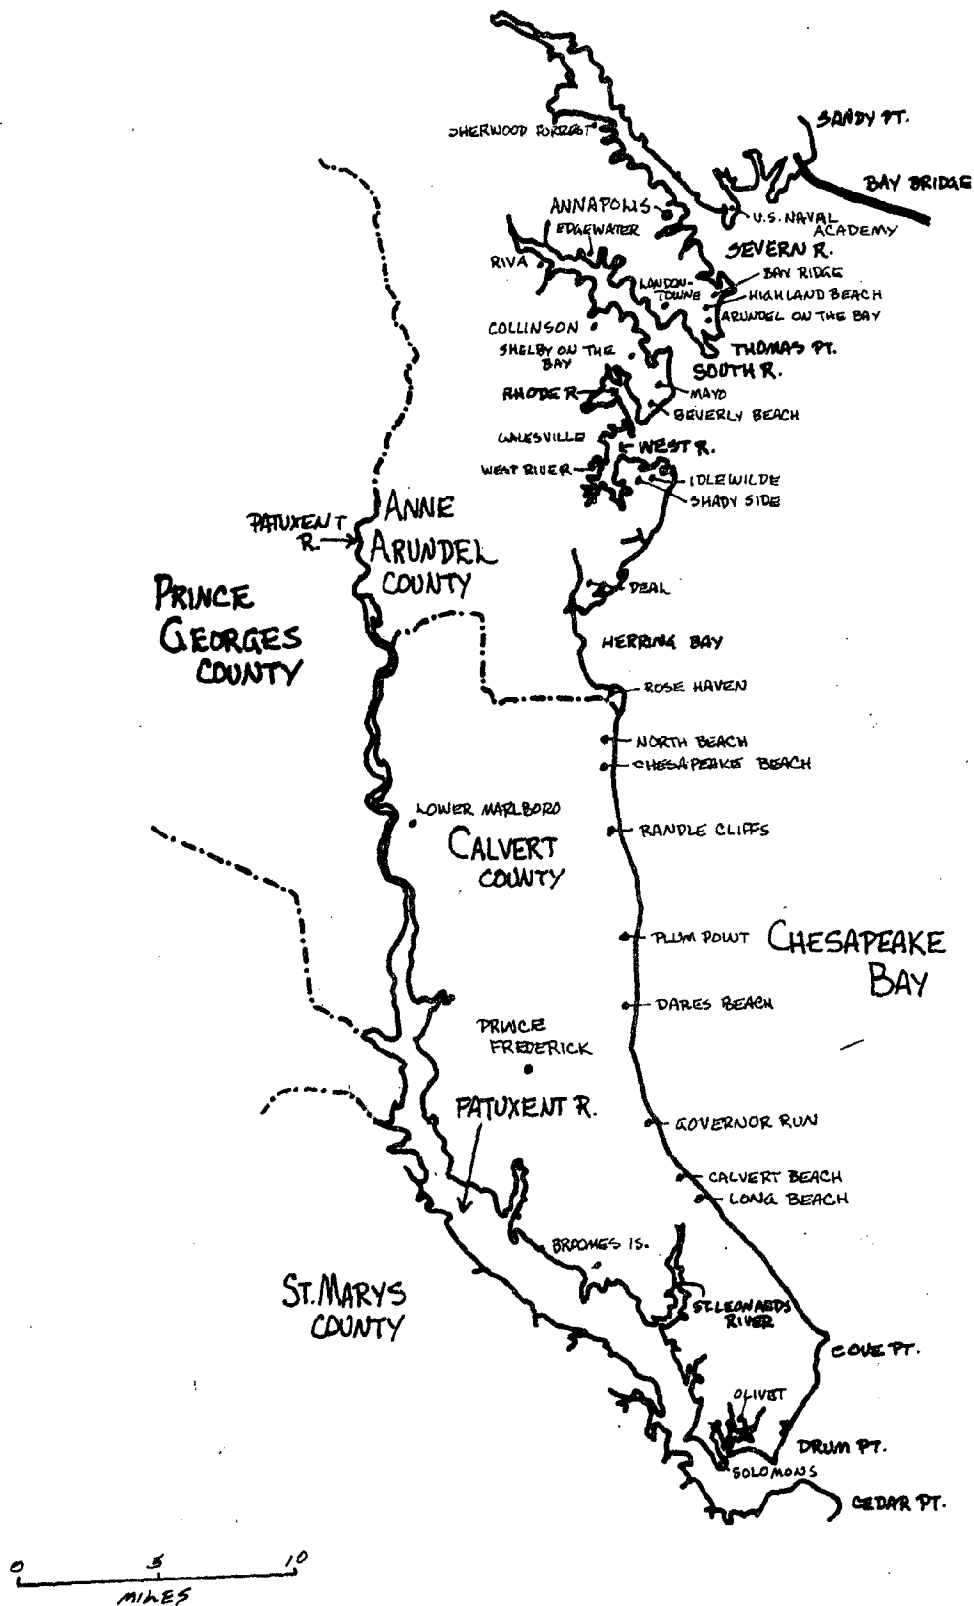 SANDY PT.
SHERWOOD FORREST
BAY BRIDGE
ANNAPOLIS
U.S. NAVAL
ACADEMY
EDGEWATER
SEVERN R.
RIVA
BAY RIDGE
LONDON-
TOWNE
HIGHLAND BEACH
ARUNDEL ON THE BAY
COLLINSON
THOMAS PT.
SHELBY ON THE
BAY
SOUTH R.
RHODE R.
MAYO
BEVERLY BEACH
GALESVILLE
WEST R.
WEST RIVER
IDLEWILDE
SHADY SIDE
ANNE
ARUNDEL
COUNTY
PATUXENT
R.
DEAL
PRINCE
GEORGES
COUNTY
HERRING BAY
ROSE HAVEN
NORTH BEACH
CHESAPEAKE BEACH
LOWER MARLBORO
RANDLE CLIFFS
CALVERT
COUNTY
PLUM POINT
CHESAPEAKE
BAY
DARES BEACH
PRINCE
FREDERICK
PATUXENT R.
GOVERNOR RUN
CALVERT BEACH
LONG BEACH
BROOMES IS.
ST. MARYS
COUNTY
ST. LEONARDS
RIVER
COVE PT.
OLIVET
DRUM PT.
SOLOMONS
CEDAR PT.
0 5 10
MILES